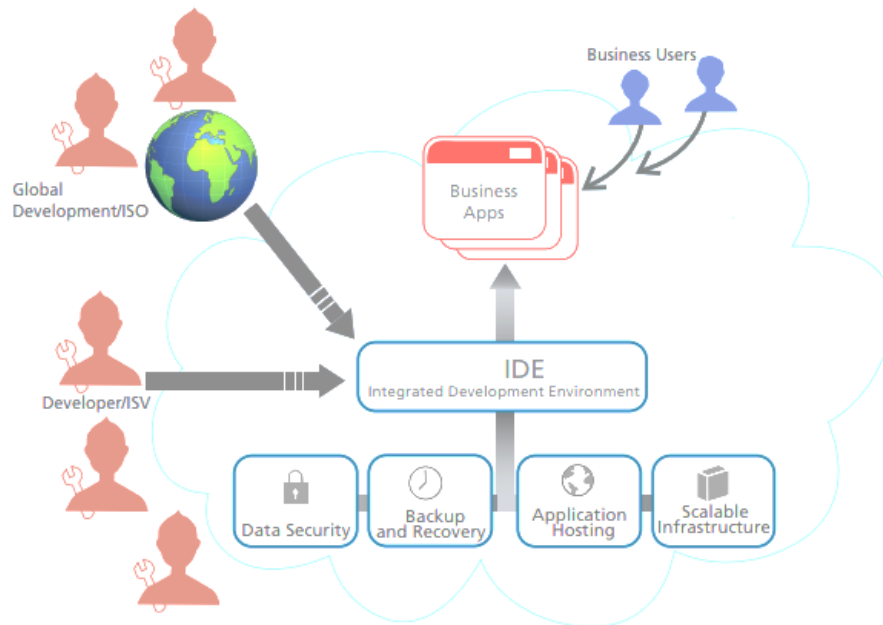 Business Users
Global
Development/ISO
Business
Apps
IDE
Integrated Development Environment
Developer/ISV
Data Security
Backup
and Recovery
Application
Hosting
Scalable
Infrastructure